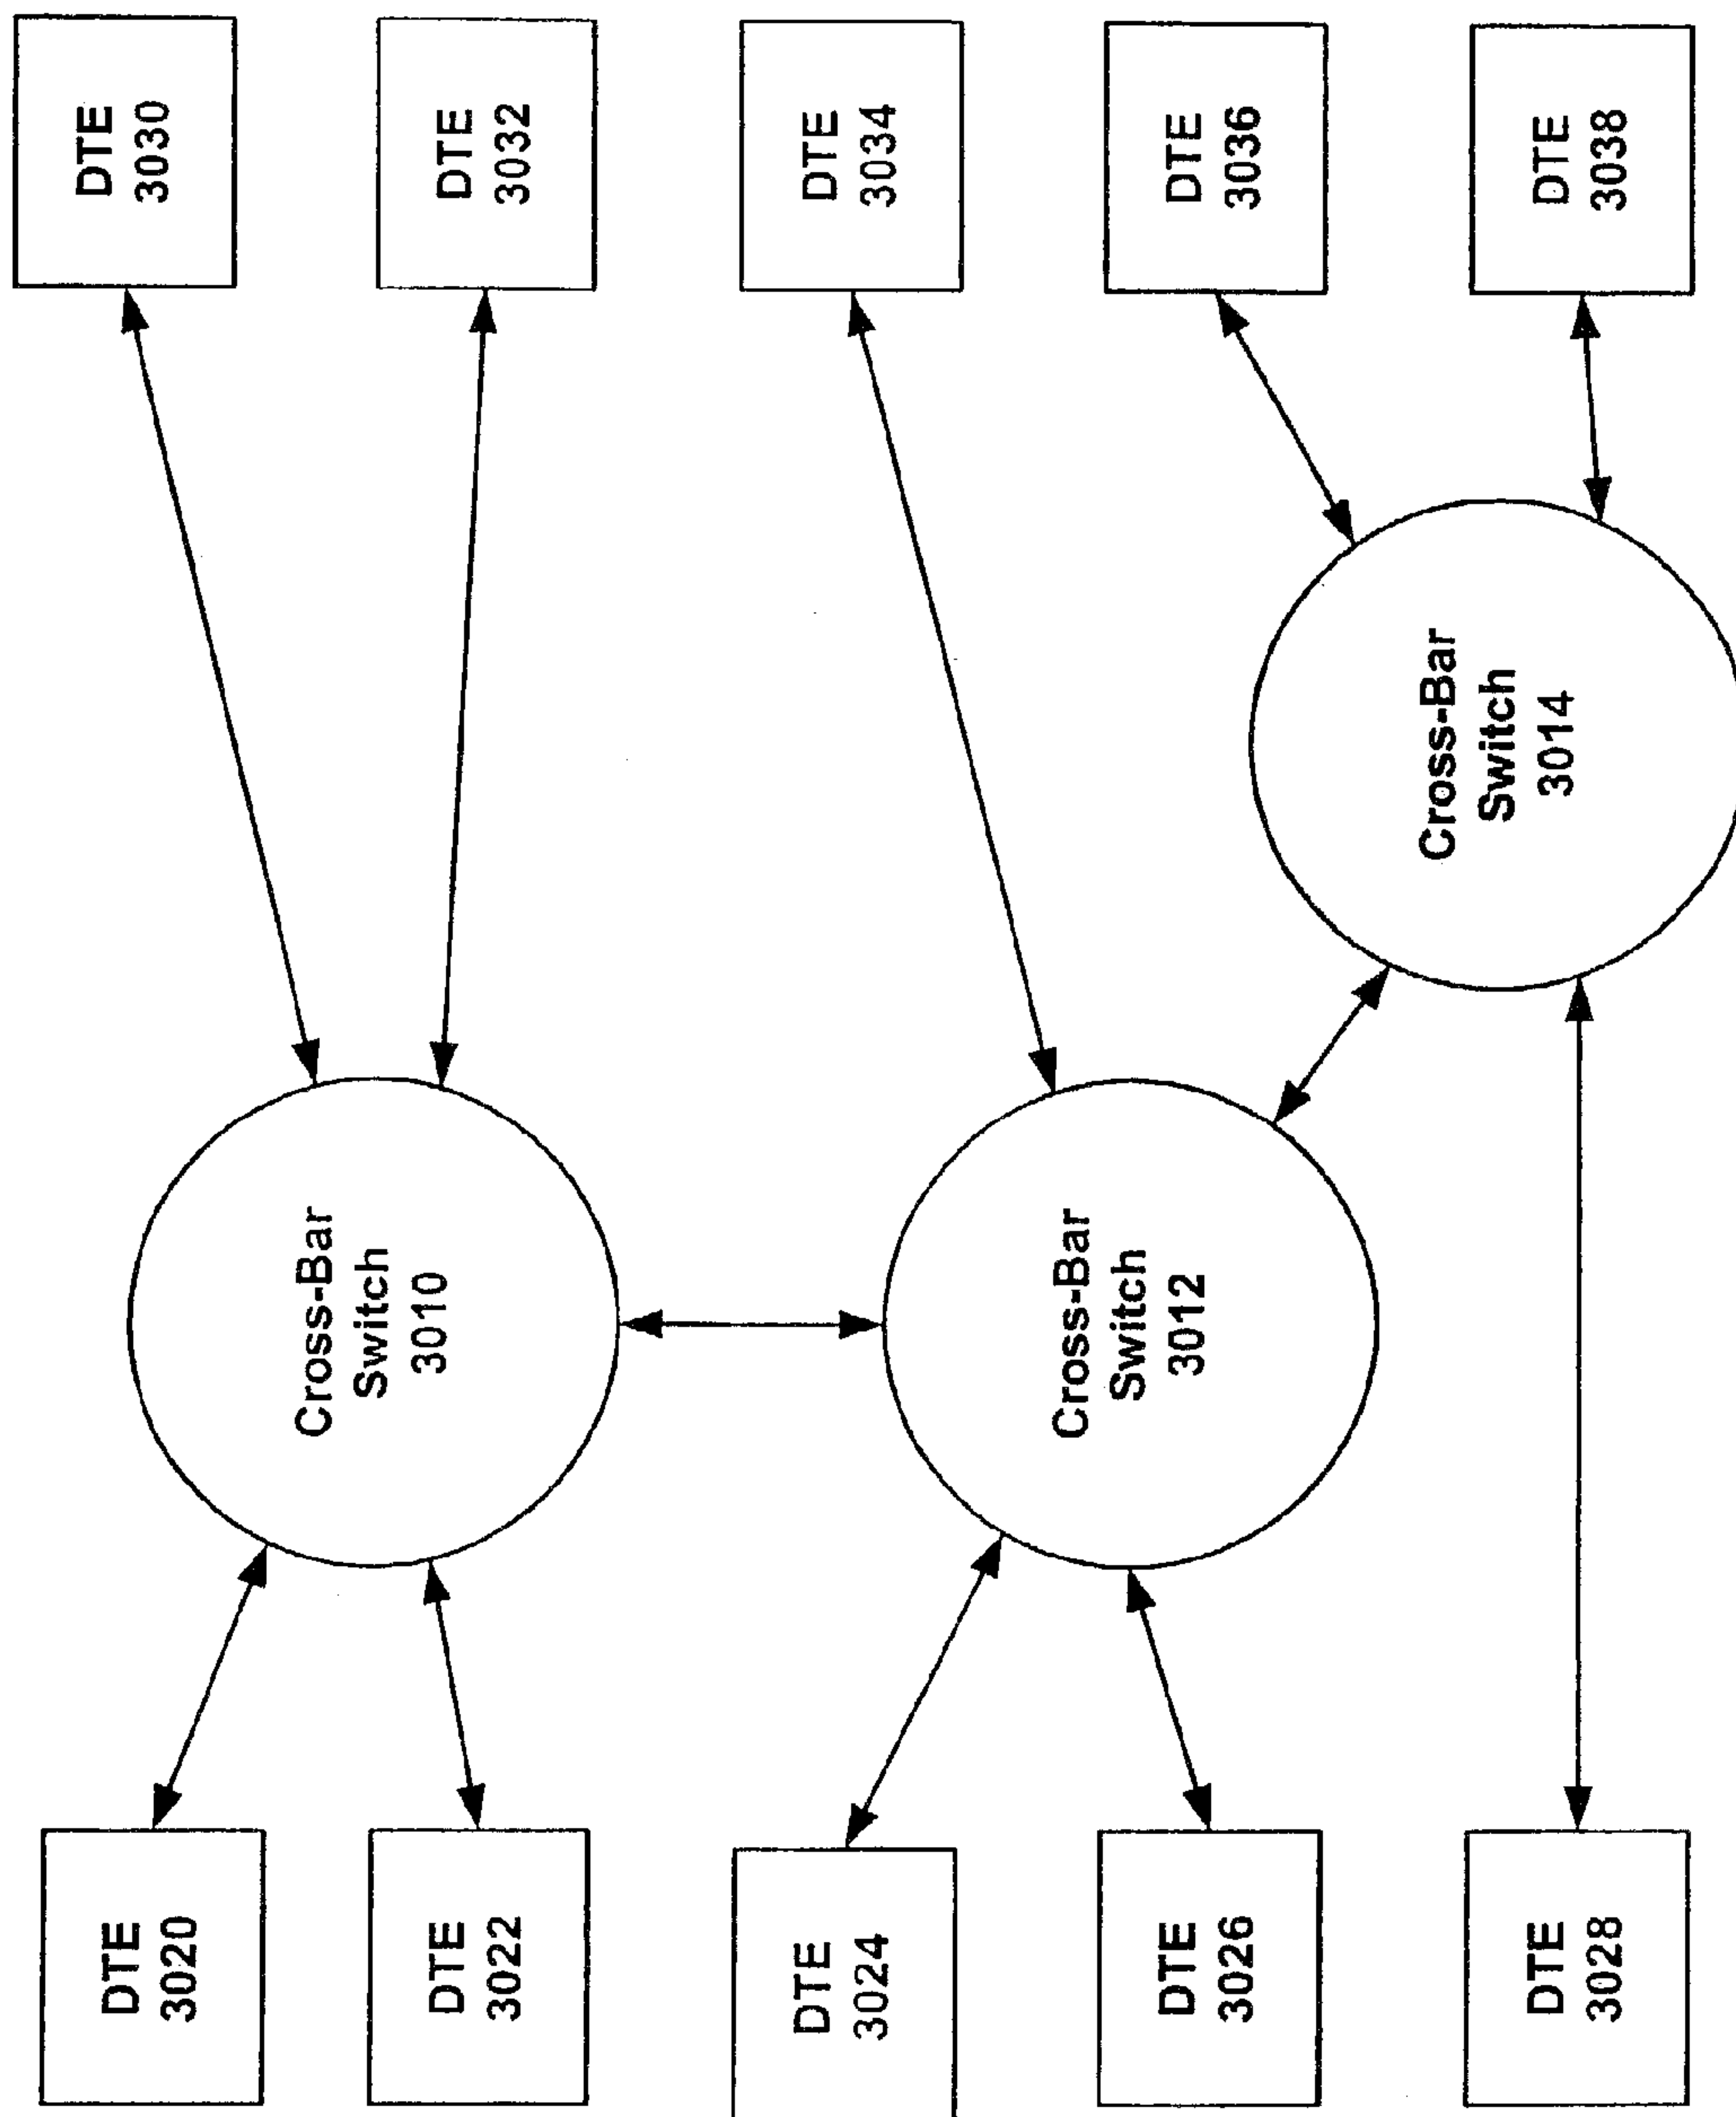 DTE
3020
DTE
3022
DTE
3024
DTE
3026
DTE
3028
Cross-Bar
Switch
3010
Cross-Bar
Switch
3012
Cross-Bar
Switch
3014
DTE
3030
DTE
3032
DTE
3034
DTE
3036
DTE
3038